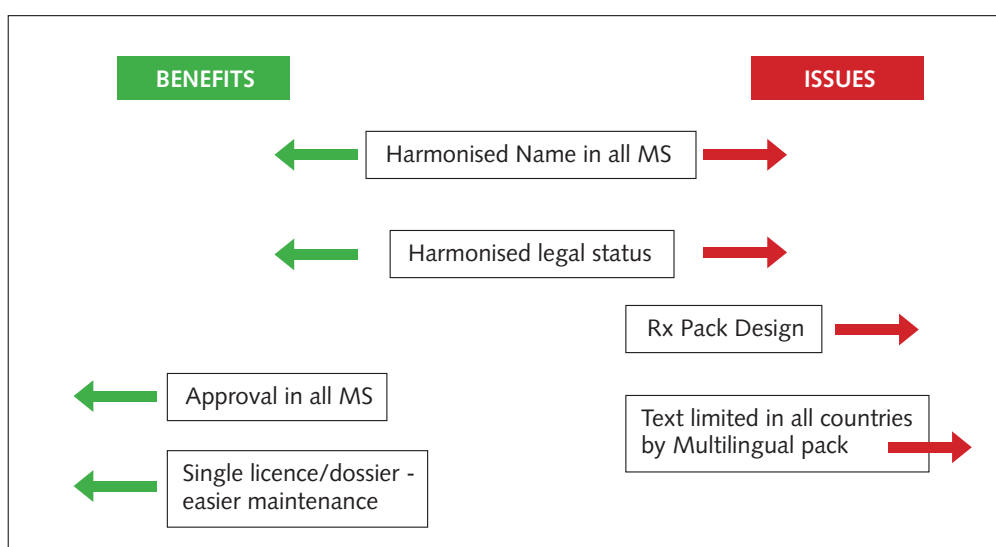 BENEFITS
ISSUES
Harmonised Name in all MS
Harmonised legal status
Rx Pack Design
Approval in all MS
Text limited in all countries
by Multilingual pack
Single licence/dossier -
easier maintenance